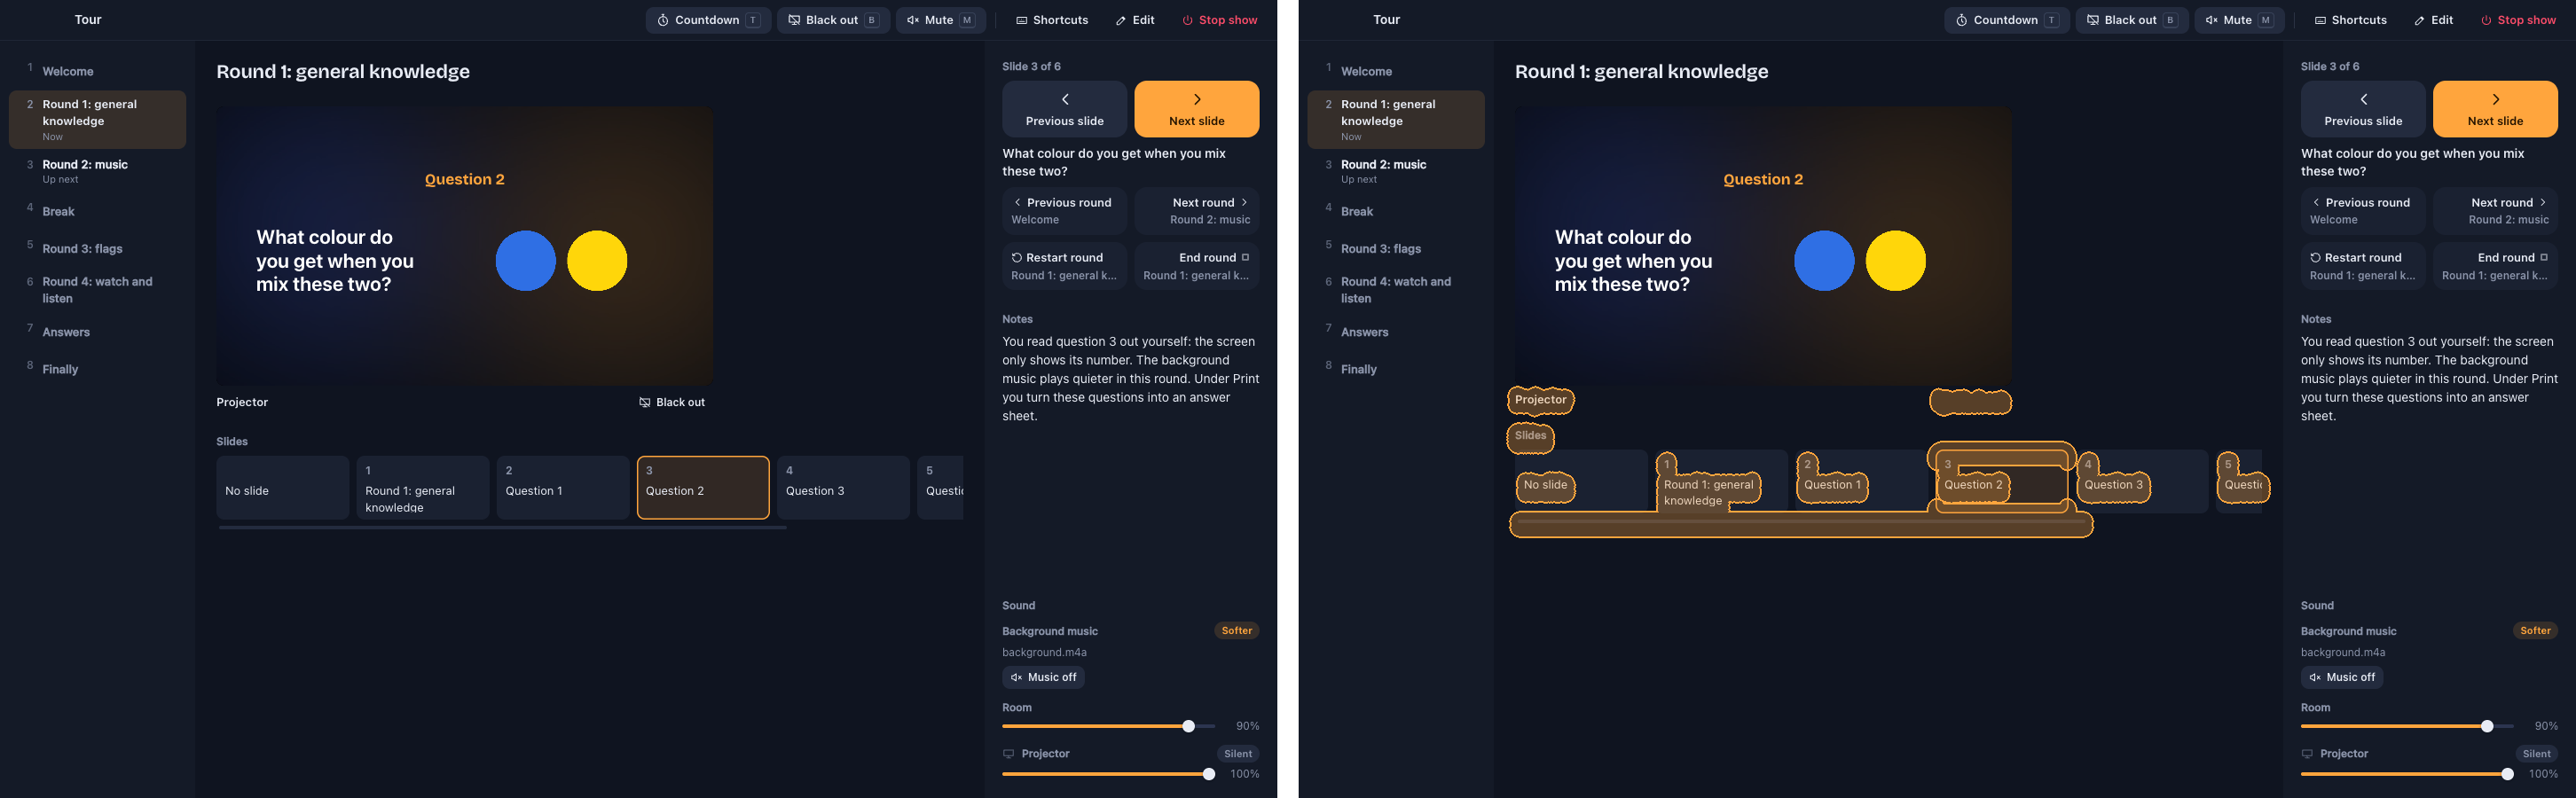 Tour
Countdown T
Black out B
Mute M
Shortcuts
Edit
Stop show
1 Welcome
2 Round 1: general
knowledge
Now
3 Round 2: music
Up next
4 Break
5 Round 3: flags
6 Round 4: watch and
listen
7 Answers
8 Finally
Round 1: general knowledge
Question 2
What colour do
you get when you
mix these two?
Projector
Black out
Slides
No slide
1
Round 1: general
knowledge
2
Question 1
3
Question 2
4
Question 3
5
Questic
Slide 3 of 6
Previous slide
Next slide
What colour do you get when you mix
these two?
Previous round
Welcome
Next round
Round 2: music
Restart round
Round 1: general k...
End round
Round 1: general k...
Notes
You read question 3 out yourself: the screen
only shows its number. The background
music plays quieter in this round. Under Print
you turn these questions into an answer
sheet.
Sound
Background music
Softer
background.m4a
Music off
Room
90%
Projector
Silent
100%
Tour
Countdown T
Black out B
Mute M
Shortcuts
Edit
Stop show
1 Welcome
2 Round 1: general
knowledge
Now
3 Round 2: music
Up next
4 Break
5 Round 3: flags
6 Round 4: watch and
listen
7 Answers
8 Finally
Round 1: general knowledge
Question 2
What colour do
you get when you
mix these two?
Projector
Slides
No slide
1
Round 1: general
knowledge
2
Question 1
3
Question 2
4
Question 3
5
Questic
Slide 3 of 6
Previous slide
Next slide
What colour do you get when you mix
these two?
Previous round
Welcome
Next round
Round 2: music
Restart round
Round 1: general k...
End round
Round 1: general k...
Notes
You read question 3 out yourself: the screen
only shows its number. The background
music plays quieter in this round. Under Print
you turn these questions into an answer
sheet.
Sound
Background music
Softer
background.m4a
Music off
Room
90%
Projector
Silent
100%